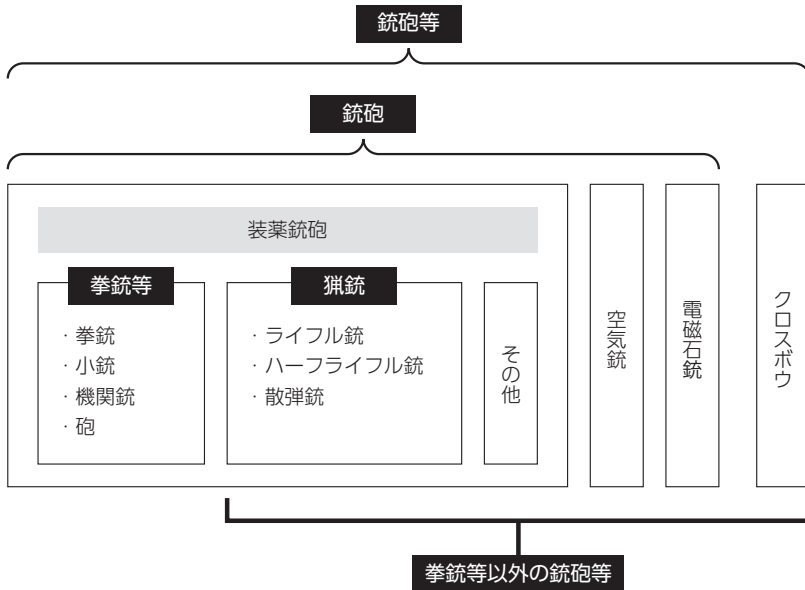 銃砲等
銃砲
装薬銃砲
拳銃等
・拳銃
・小銃
・機関銃
・砲
猟銃
・ライフル銃
・ハーフライフル銃
・散弾銃
その他
空気銃
電磁石銃
クロスボウ
拳銃等以外の銃砲等